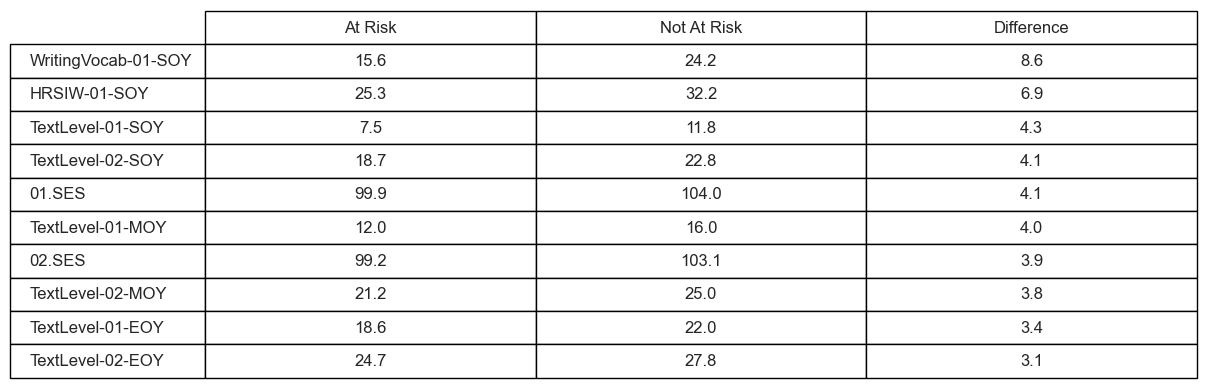 At Risk Not At Risk Difference
WritingVocab-01-SOY 15.6 24.2 8.6
HRSIW-01-SOY 25.3 32.2 6.9
TextLevel-01-SOY 7.5 11.8 4.3
TextLevel-02-SOY 18.7 22.8 4.1
01.SES 99.9 104.0 4.1
TextLevel-01-MOY 12.0 16.0 4.0
02.SES 99.2 103.1 3.9
TextLevel-02-MOY 21.2 25.0 3.8
TextLevel-01-EOY 18.6 22.0 3.4
TextLevel-02-EOY 24.7 27.8 3.1